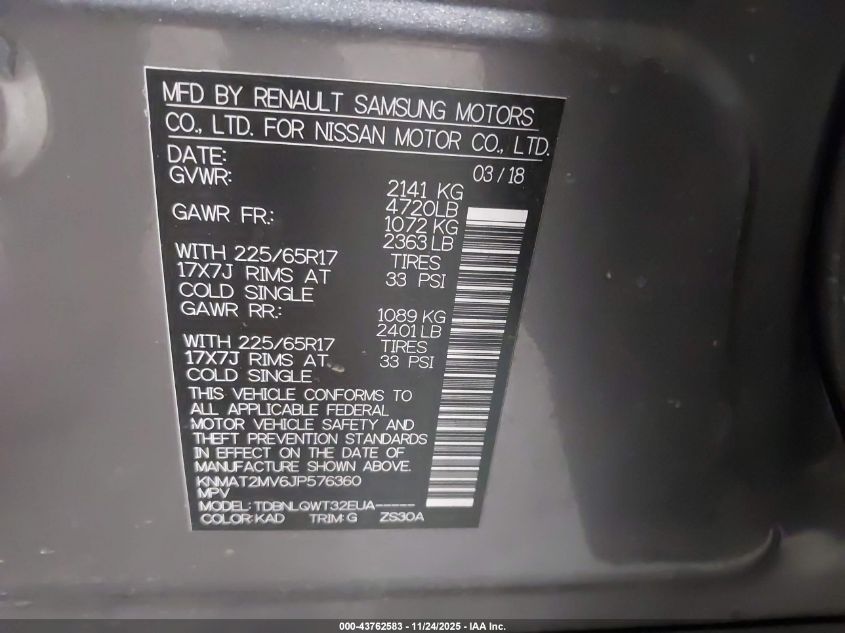 MFD BY RENAULT SAMSUNG MOTORS
CO., LTD. FOR NISSAN MOTOR CO., LTD.
DATE: 03 / 18
GVWR: 2141 KG
4720LB
GAWR FR.: 1072 KG
2363 LB
WITH 225/65R17 TIRES
17X7J RIMS AT 33 PSI
COLD SINGLE
GAWR RR.: 1089 KG
2401 LB
WITH 225/65R17 TIRES
17X7J RIMS AT 33 PSI
COLD SINGLE
THIS VEHICLE CONFORMS TO
ALL APPLICABLE FEDERAL
MOTOR VEHICLE SAFETY AND
THEFT PREVENTION STANDARDS
IN EFFECT ON THE DATE OF
MANUFACTURE SHOWN ABOVE.
KNMAT2MV6JP576360
MPV
MODEL: TDBNLQWT32EUA-----
COLOR: KAD TRIM: G ZS30A
000-43762583 - 11/24/2025 - IAA Inc.